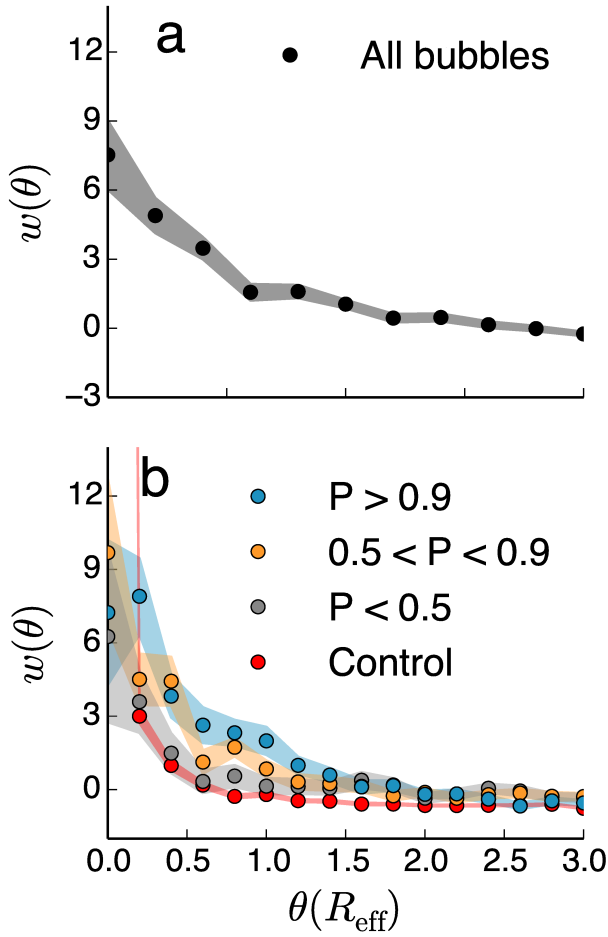 a
All bubbles
12
9
6
3
0
−3
w(θ)
b
P > 0.9
0.5 < P < 0.9
P < 0.5
Control
12
9
6
3
0
w(θ)
0.0 0.5 1.0 1.5 2.0 2.5 3.0
θ(R_eff)